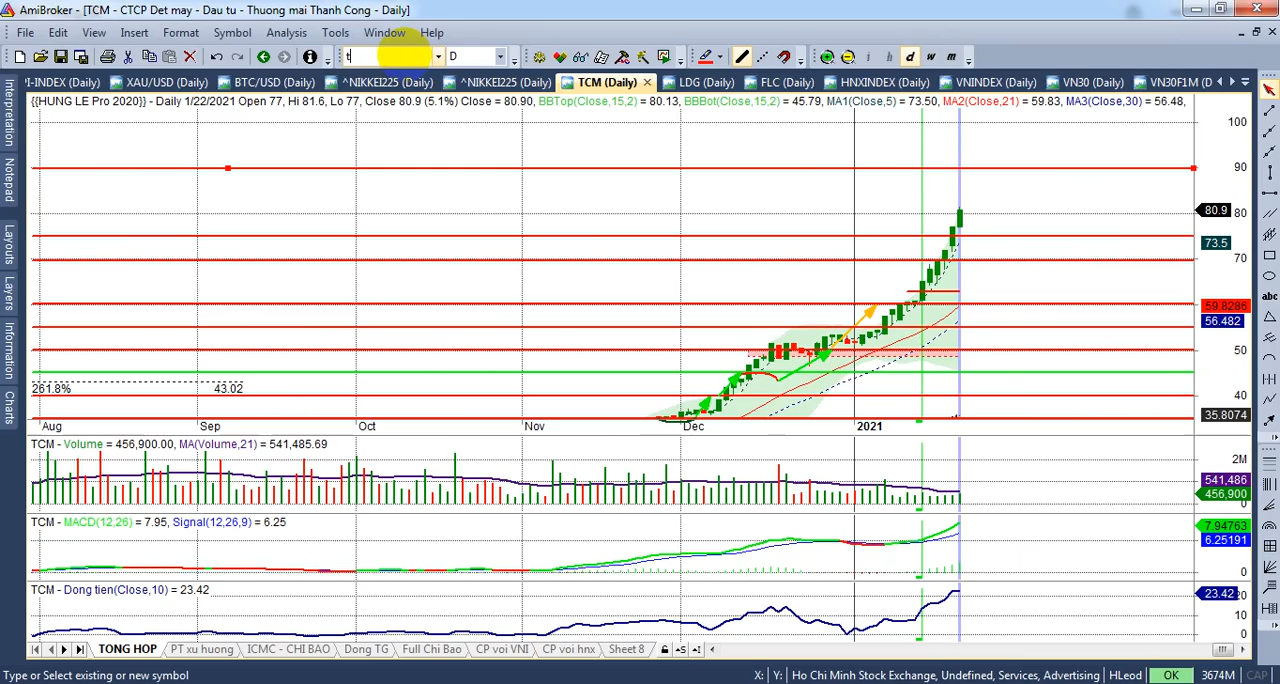 AmiBroker - [TCM - CTCP Det may - Dau tu - Thuong mai Thanh Cong - Daily]
File Edit View Insert Format Symbol Analysis Tools Window Help
t D i h d w m
I-INDEX (Daily) XAU/USD (Daily) BTC/USD (Daily) ^NIKKEI225 (Daily) ^NIKKEI225 (Daily) TCM (Daily) LDG (Daily) FLC (Daily) HNXINDEX (Daily) VNINDEX (Daily) VN30 (Daily) VN30F1M (D
{{HUNG LE Pro 2020}} - Daily 1/22/2021 Open 77, Hi 81.6, Lo 77, Close 80.9 (5.1%) Close = 80.90, BBTop(Close,15,2) = 80.13, BBBot(Close,15,2) = 45.79, MA1(Close,5) = 73.50, MA2(Close,21) = 59.83, MA3(Close,30) = 56.48,
Interpretation
Notepad
Layouts
Layers
Information
Charts
abc
100
90
80.9
80
73.5
70
59.8286
56.482
50
40
35.8074
261.8% 43.02
Aug Sep Oct Nov Dec 2021
TCM - Volume = 456,900.00, MA(Volume,21) = 541,485.69
2M
541,486
456,900
0
TCM - MACD(12,26) = 7.95, Signal(12,26,9) = 6.25
7.94763
6.25191
0
TCM - Dong tien(Close,10) = 23.42
23.42
20
10
0
TONG HOP PT xu huong ICMC - CHI BAO Dong TG Full Chi Bao CP voi VNI CP voi hnx Sheet 8
Type or Select existing or new symbol X: Y: Ho Chi Minh Stock Exchange, Undefined, Services, Advertising HLeod OK 3674M CAP